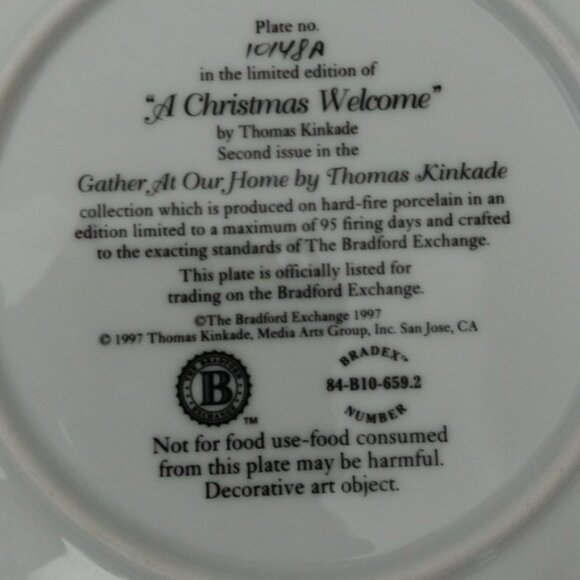 Plate no.
10148A
in the limited edition of
"A Christmas Welcome"
by Thomas Kinkade
Second issue in the
Gather At Our Home by Thomas Kinkade
collection which is produced on hard-fire porcelain in an
edition limited to a maximum of 95 firing days and crafted
to the exacting standards of The Bradford Exchange.
This plate is officially listed for
trading on the Bradford Exchange.
©The Bradford Exchange 1997
© 1997 Thomas Kinkade, Media Arts Group, Inc. San Jose, CA
THE BRADFORD
B
EXCHANGE
TM
BRADEX™
84-B10-659.2
NUMBER
Not for food use-food consumed
from this plate may be harmful.
Decorative art object.